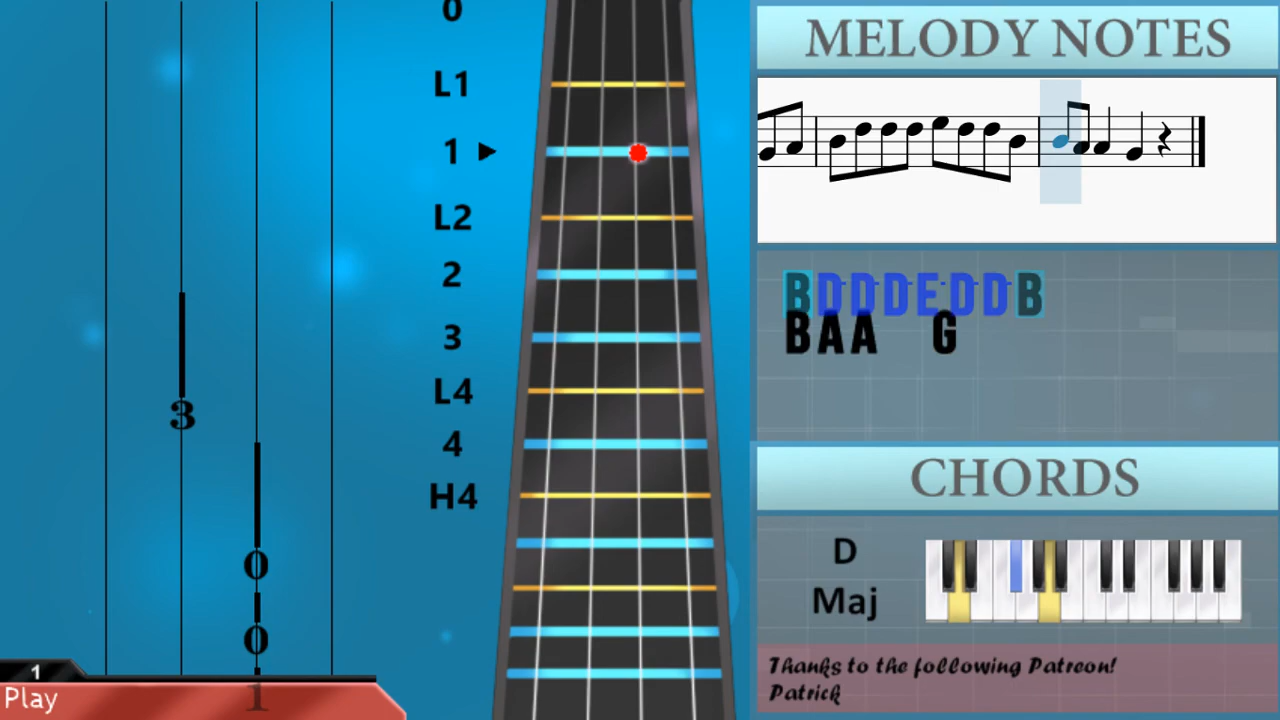 0
L1
1
L2
2
3
L4
4
H4
3
0
0
1
1
Play
MELODY NOTES
BDDDEDDB
BAA G
CHORDS
D
Maj
Thanks to the following Patreon!
Patrick